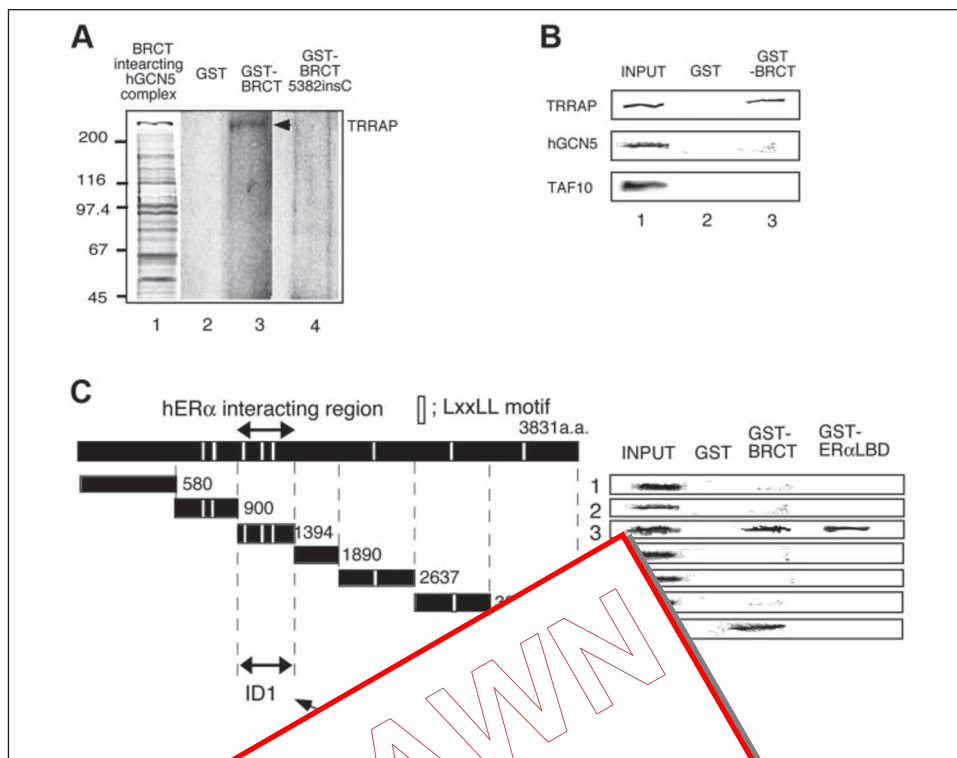 A
BRCT
intearcting
hGCN5
complex
GST
GST-
BRCT
GST-
BRCT
5382insC
TRRAP
200
116
97.4
67
45
1 2 3 4
B
INPUT GST GST
-BRCT
TRRAP
hGCN5
TAF10
1 2 3
C
hERα interacting region
; LxxLL motif
3831a.a.
580
900
1394
1890
2637
ID1
INPUT GST GST-
BRCT GST-
ERαLBD
1
2
3
AWN